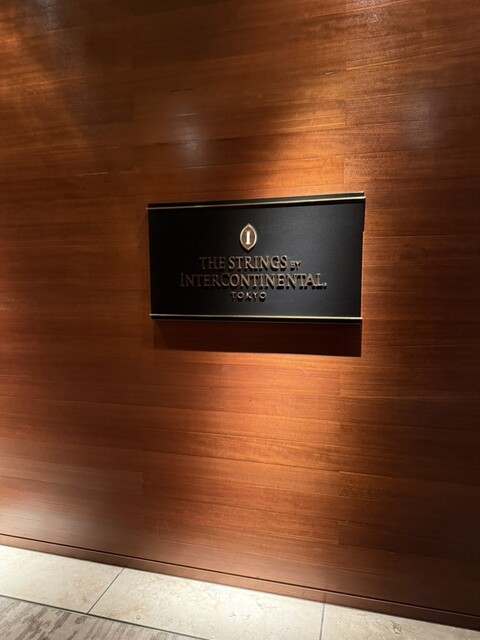 I
THE STRINGS BY
INTERCONTINENTAL.
TOKYO